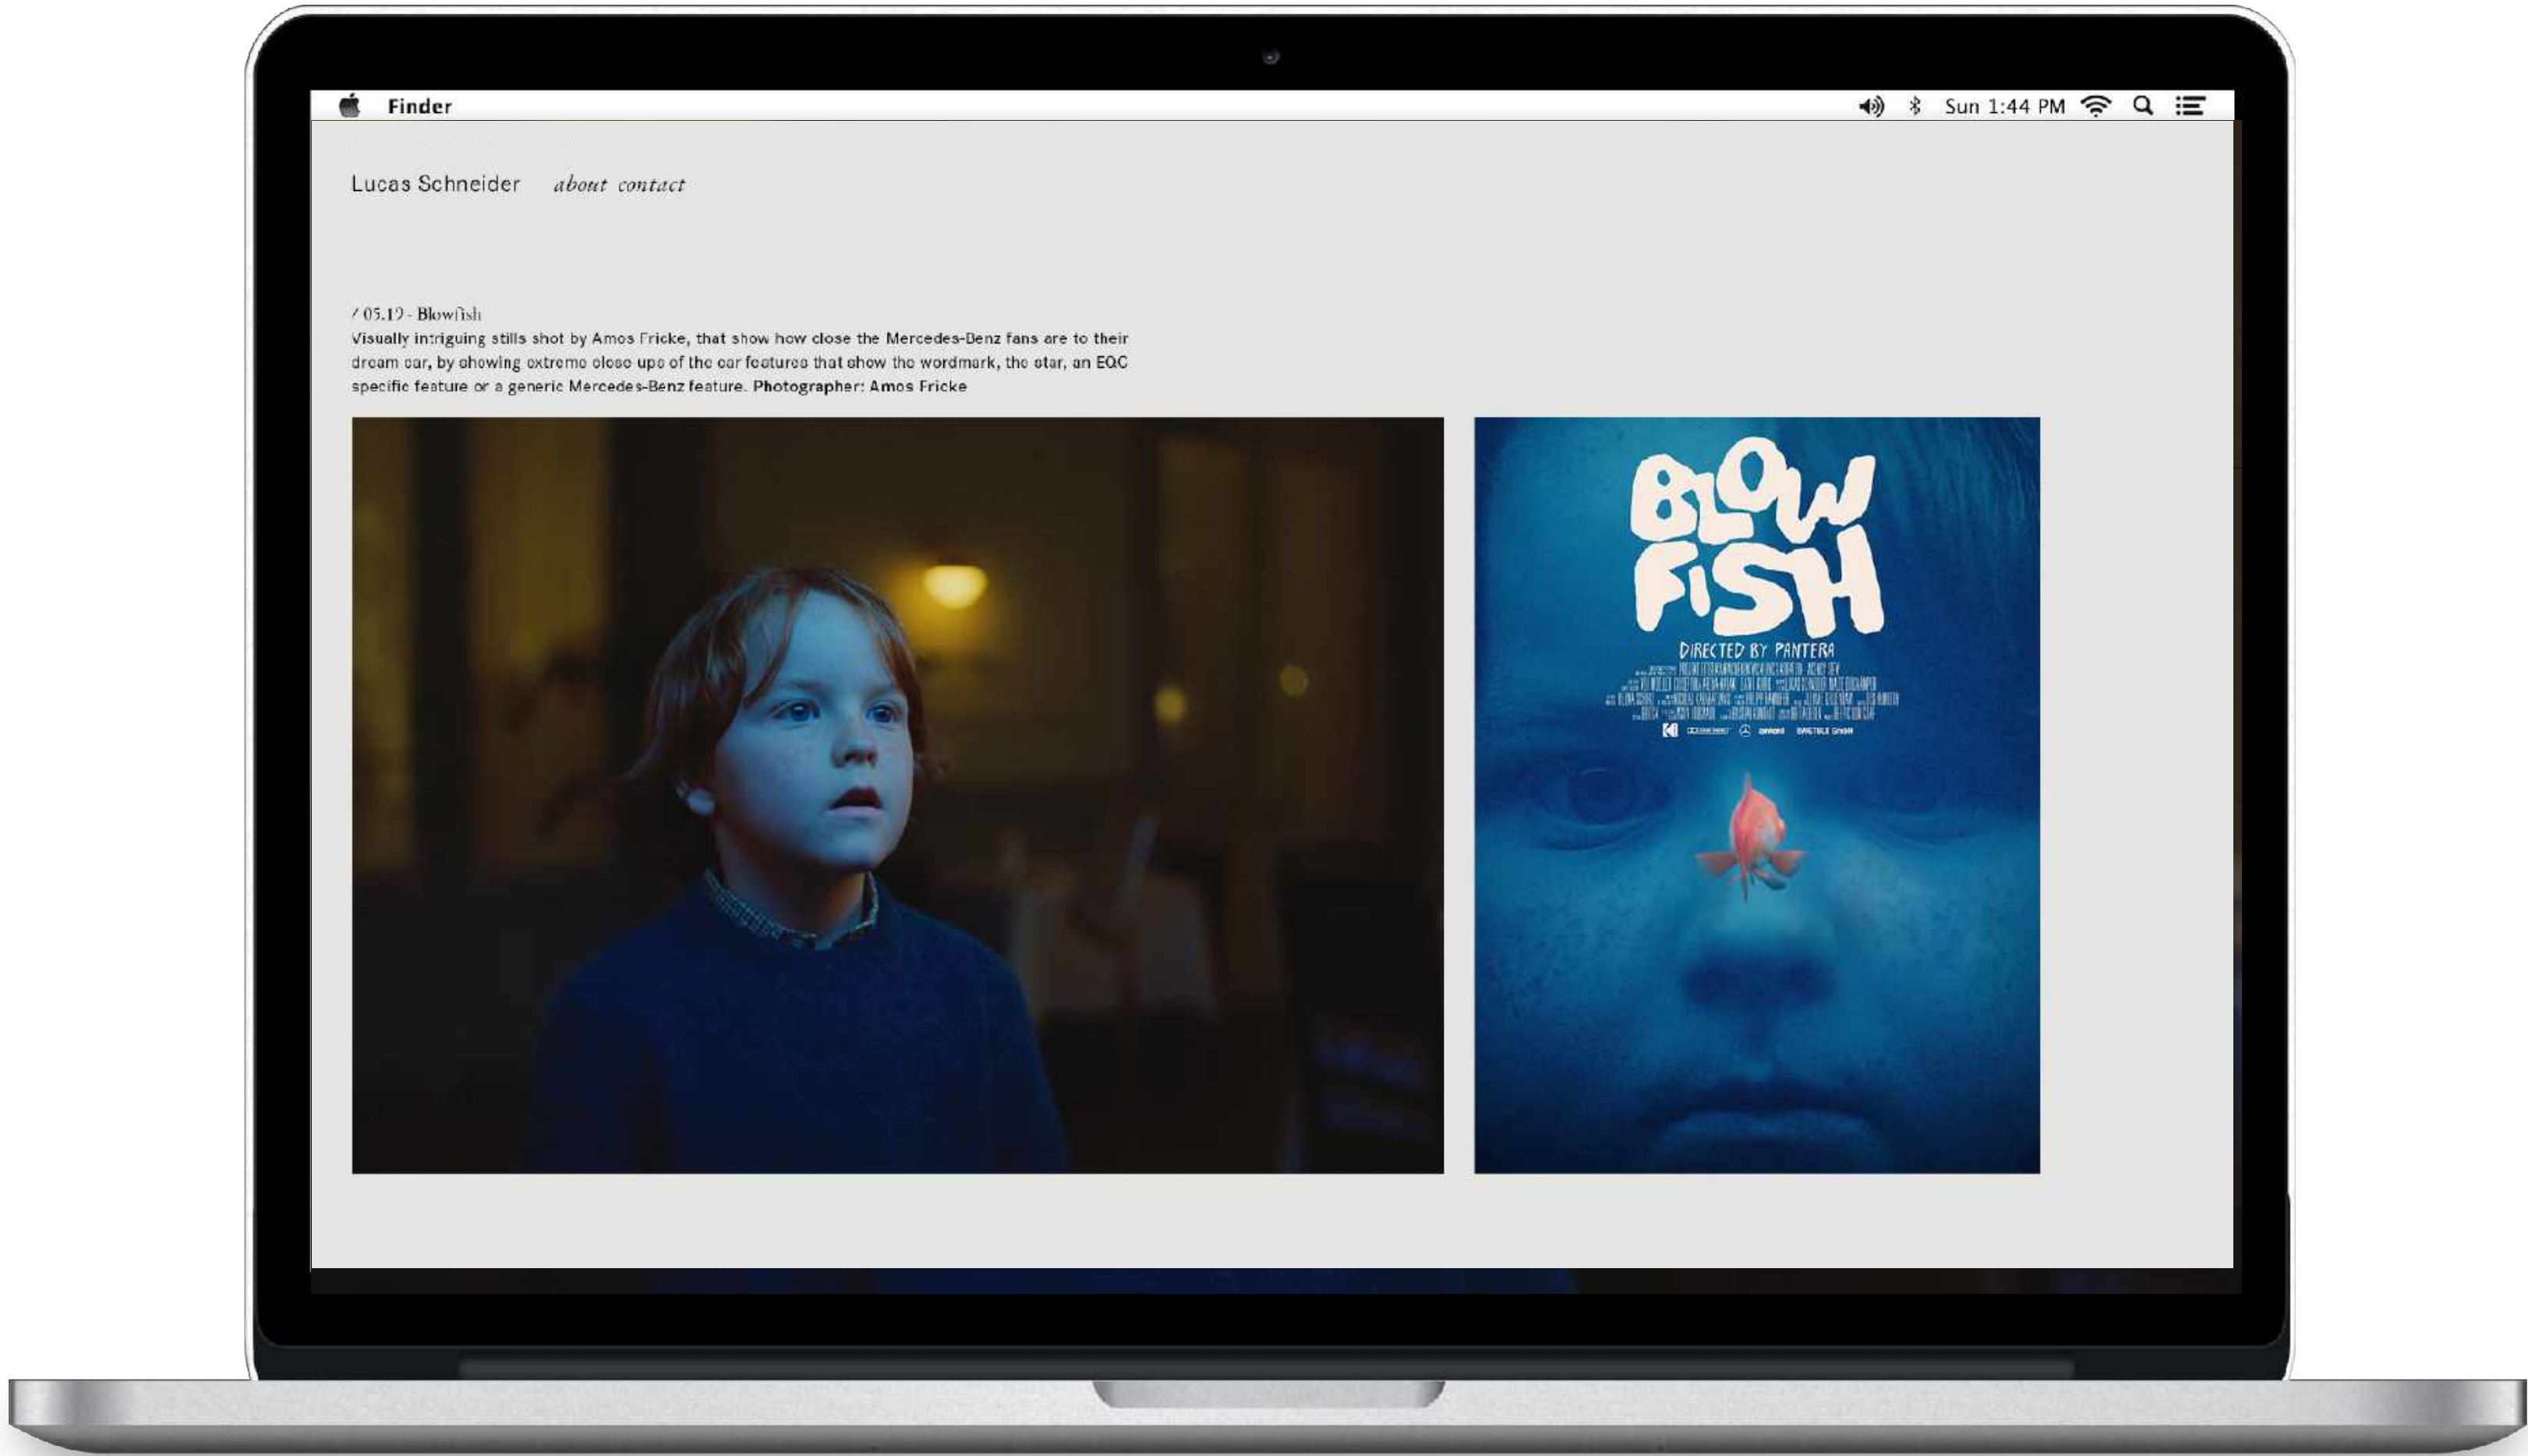 Finder
Sun 1:44 PM
Lucas Schneider about contact
/ 05.19 - Blowfish
Visually intriguing stills shot by Amos Fricke, that show how close the Mercedes-Benz fans are to their
dream car, by showing extreme close ups of the car features that show the wordmark, the star, an EQC
specific feature or a generic Mercedes-Benz feature. Photographer: Amos Fricke
BLOW
FISH
DIRECTED BY PANTERA